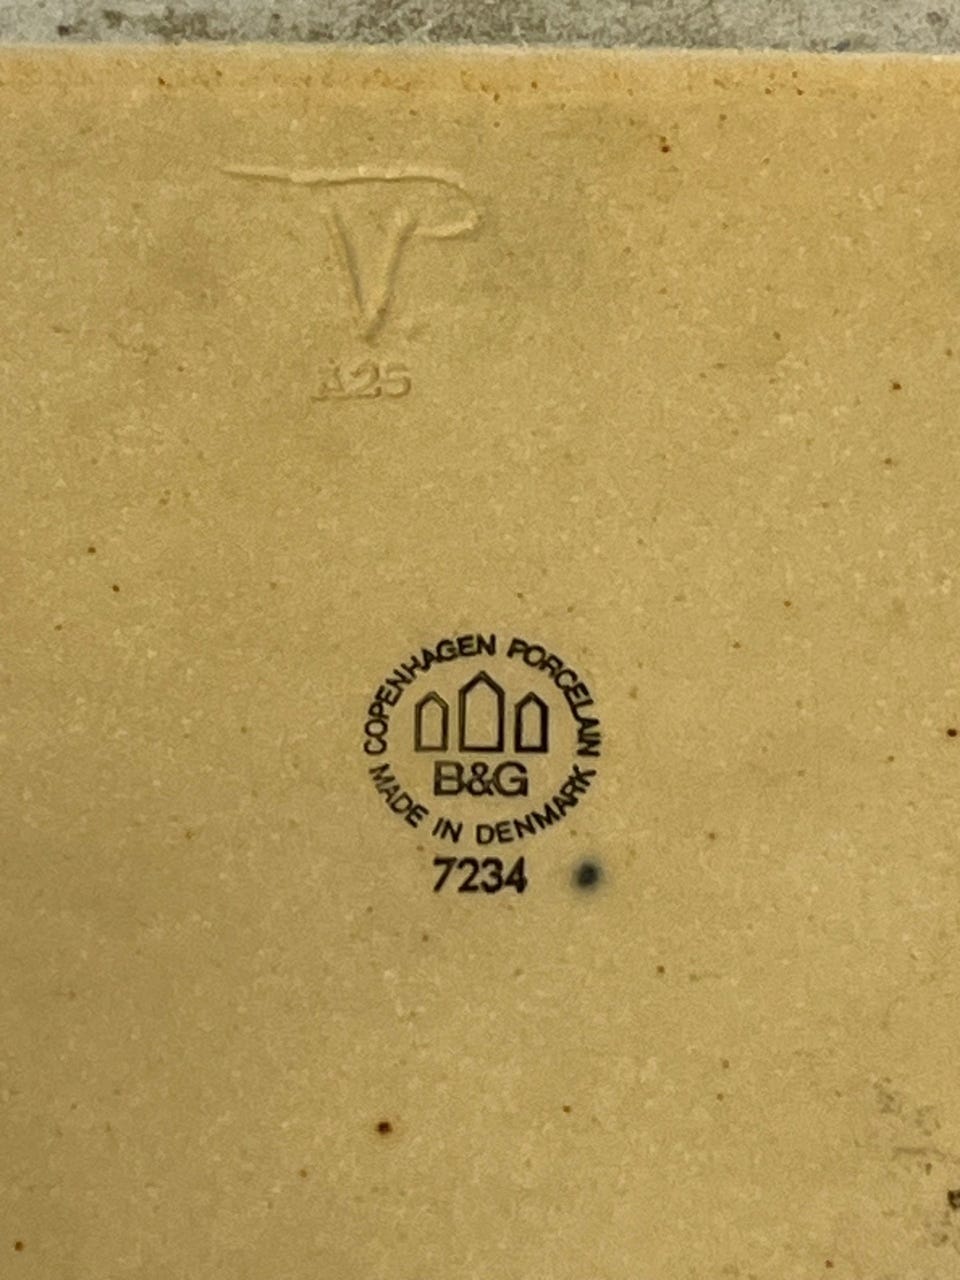 A25
COPENHAGEN PORCELAIN
B&G
MADE IN DENMARK
7234